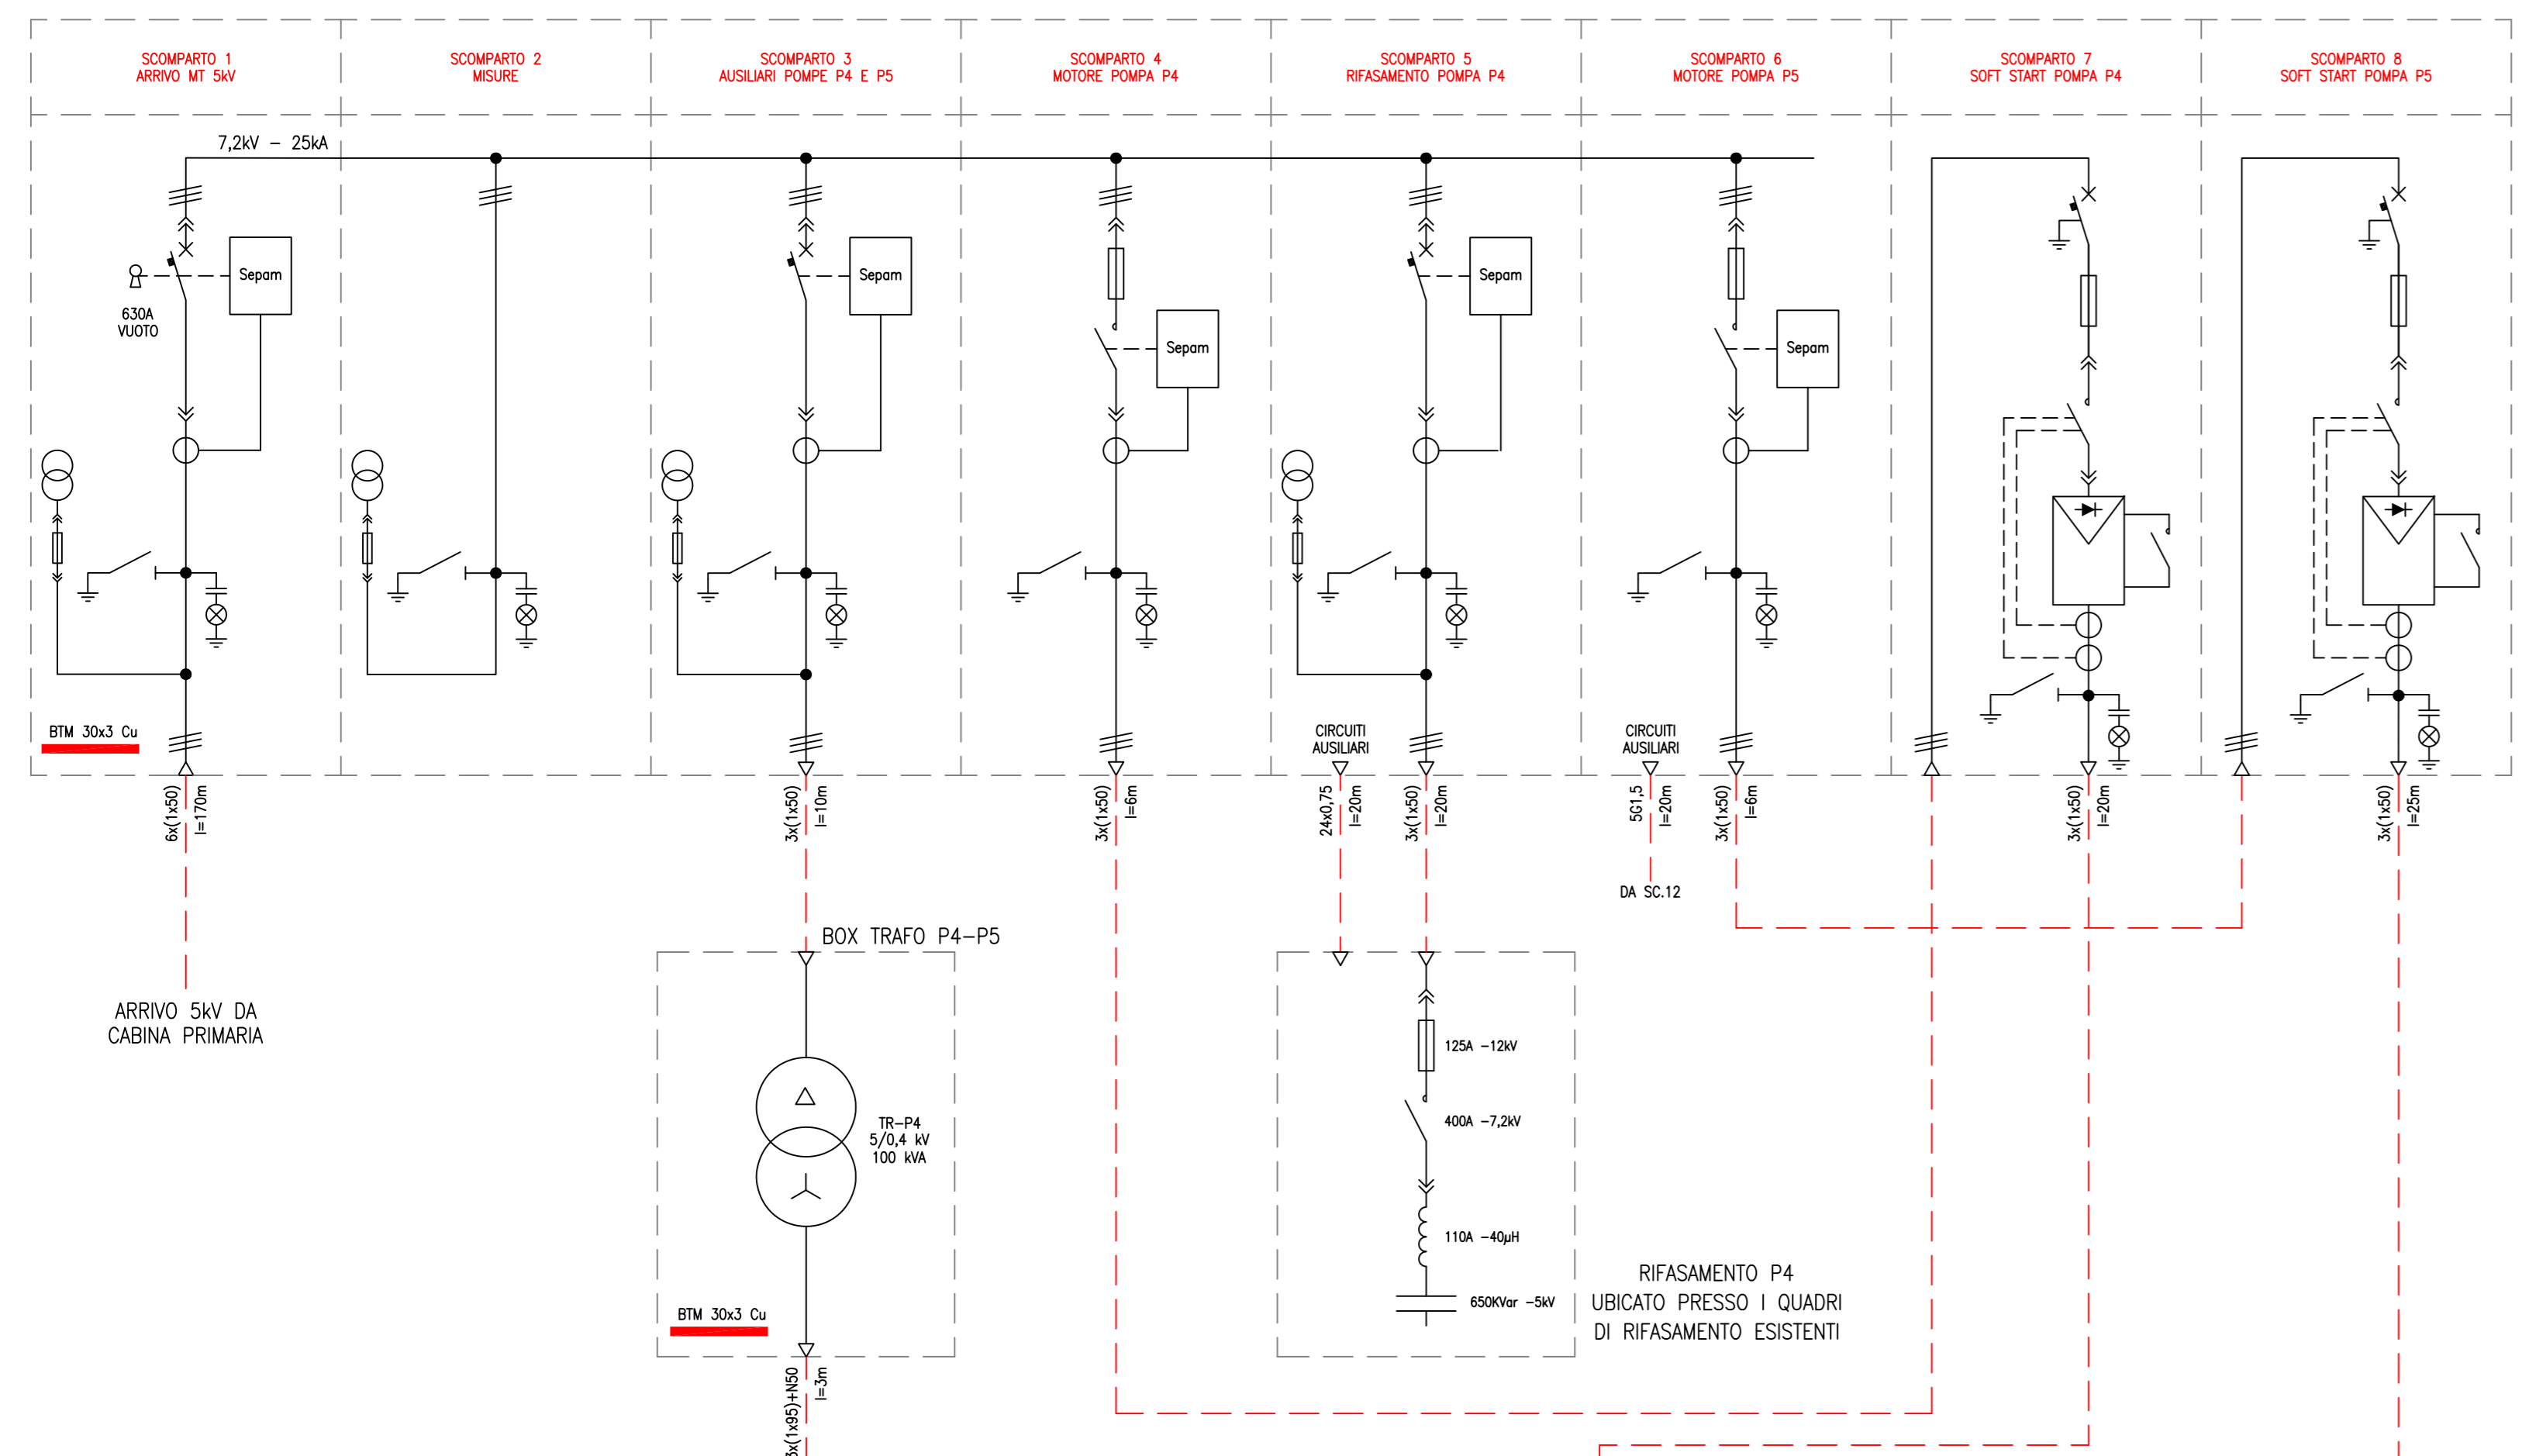 SCOMPARTO 1
ARRIVO MT 5kV
SCOMPARTO 2
MISURE
SCOMPARTO 3
AUSILIARI POMPE P4 E P5
SCOMPARTO 4
MOTORE POMPA P4
SCOMPARTO 5
RIFASAMENTO POMPA P4
SCOMPARTO 6
MOTORE POMPA P5
SCOMPARTO 7
SOFT START POMPA P4
SCOMPARTO 8
SOFT START POMPA P5
7,2kV - 25kA
Sepam
630A
VUOTO
Sepam
Sepam
Sepam
Sepam
BTM 30x3 Cu
CIRCUITI
AUSILIARI
CIRCUITI
AUSILIARI
6x(1x50)
l=170m
3x(1x50)
l=10m
3x(1x50)
l=6m
24x0,75
l=20m
3x(1x50)
l=20m
5G1,5
l=20m
3x(1x50)
l=6m
3x(1x50)
l=20m
3x(1x50)
l=25m
DA SC.12
ARRIVO 5kV DA
CABINA PRIMARIA
BOX TRAFO P4-P5
TR-P4
5/0,4 kV
100 kVA
BTM 30x3 Cu
125A -12kV
400A -7,2kV
110A -40µH
650KVar -5kV
RIFASAMENTO P4
UBICATO PRESSO I QUADRI
DI RIFASAMENTO ESISTENTI
3x(1x95)+N50
l=3m